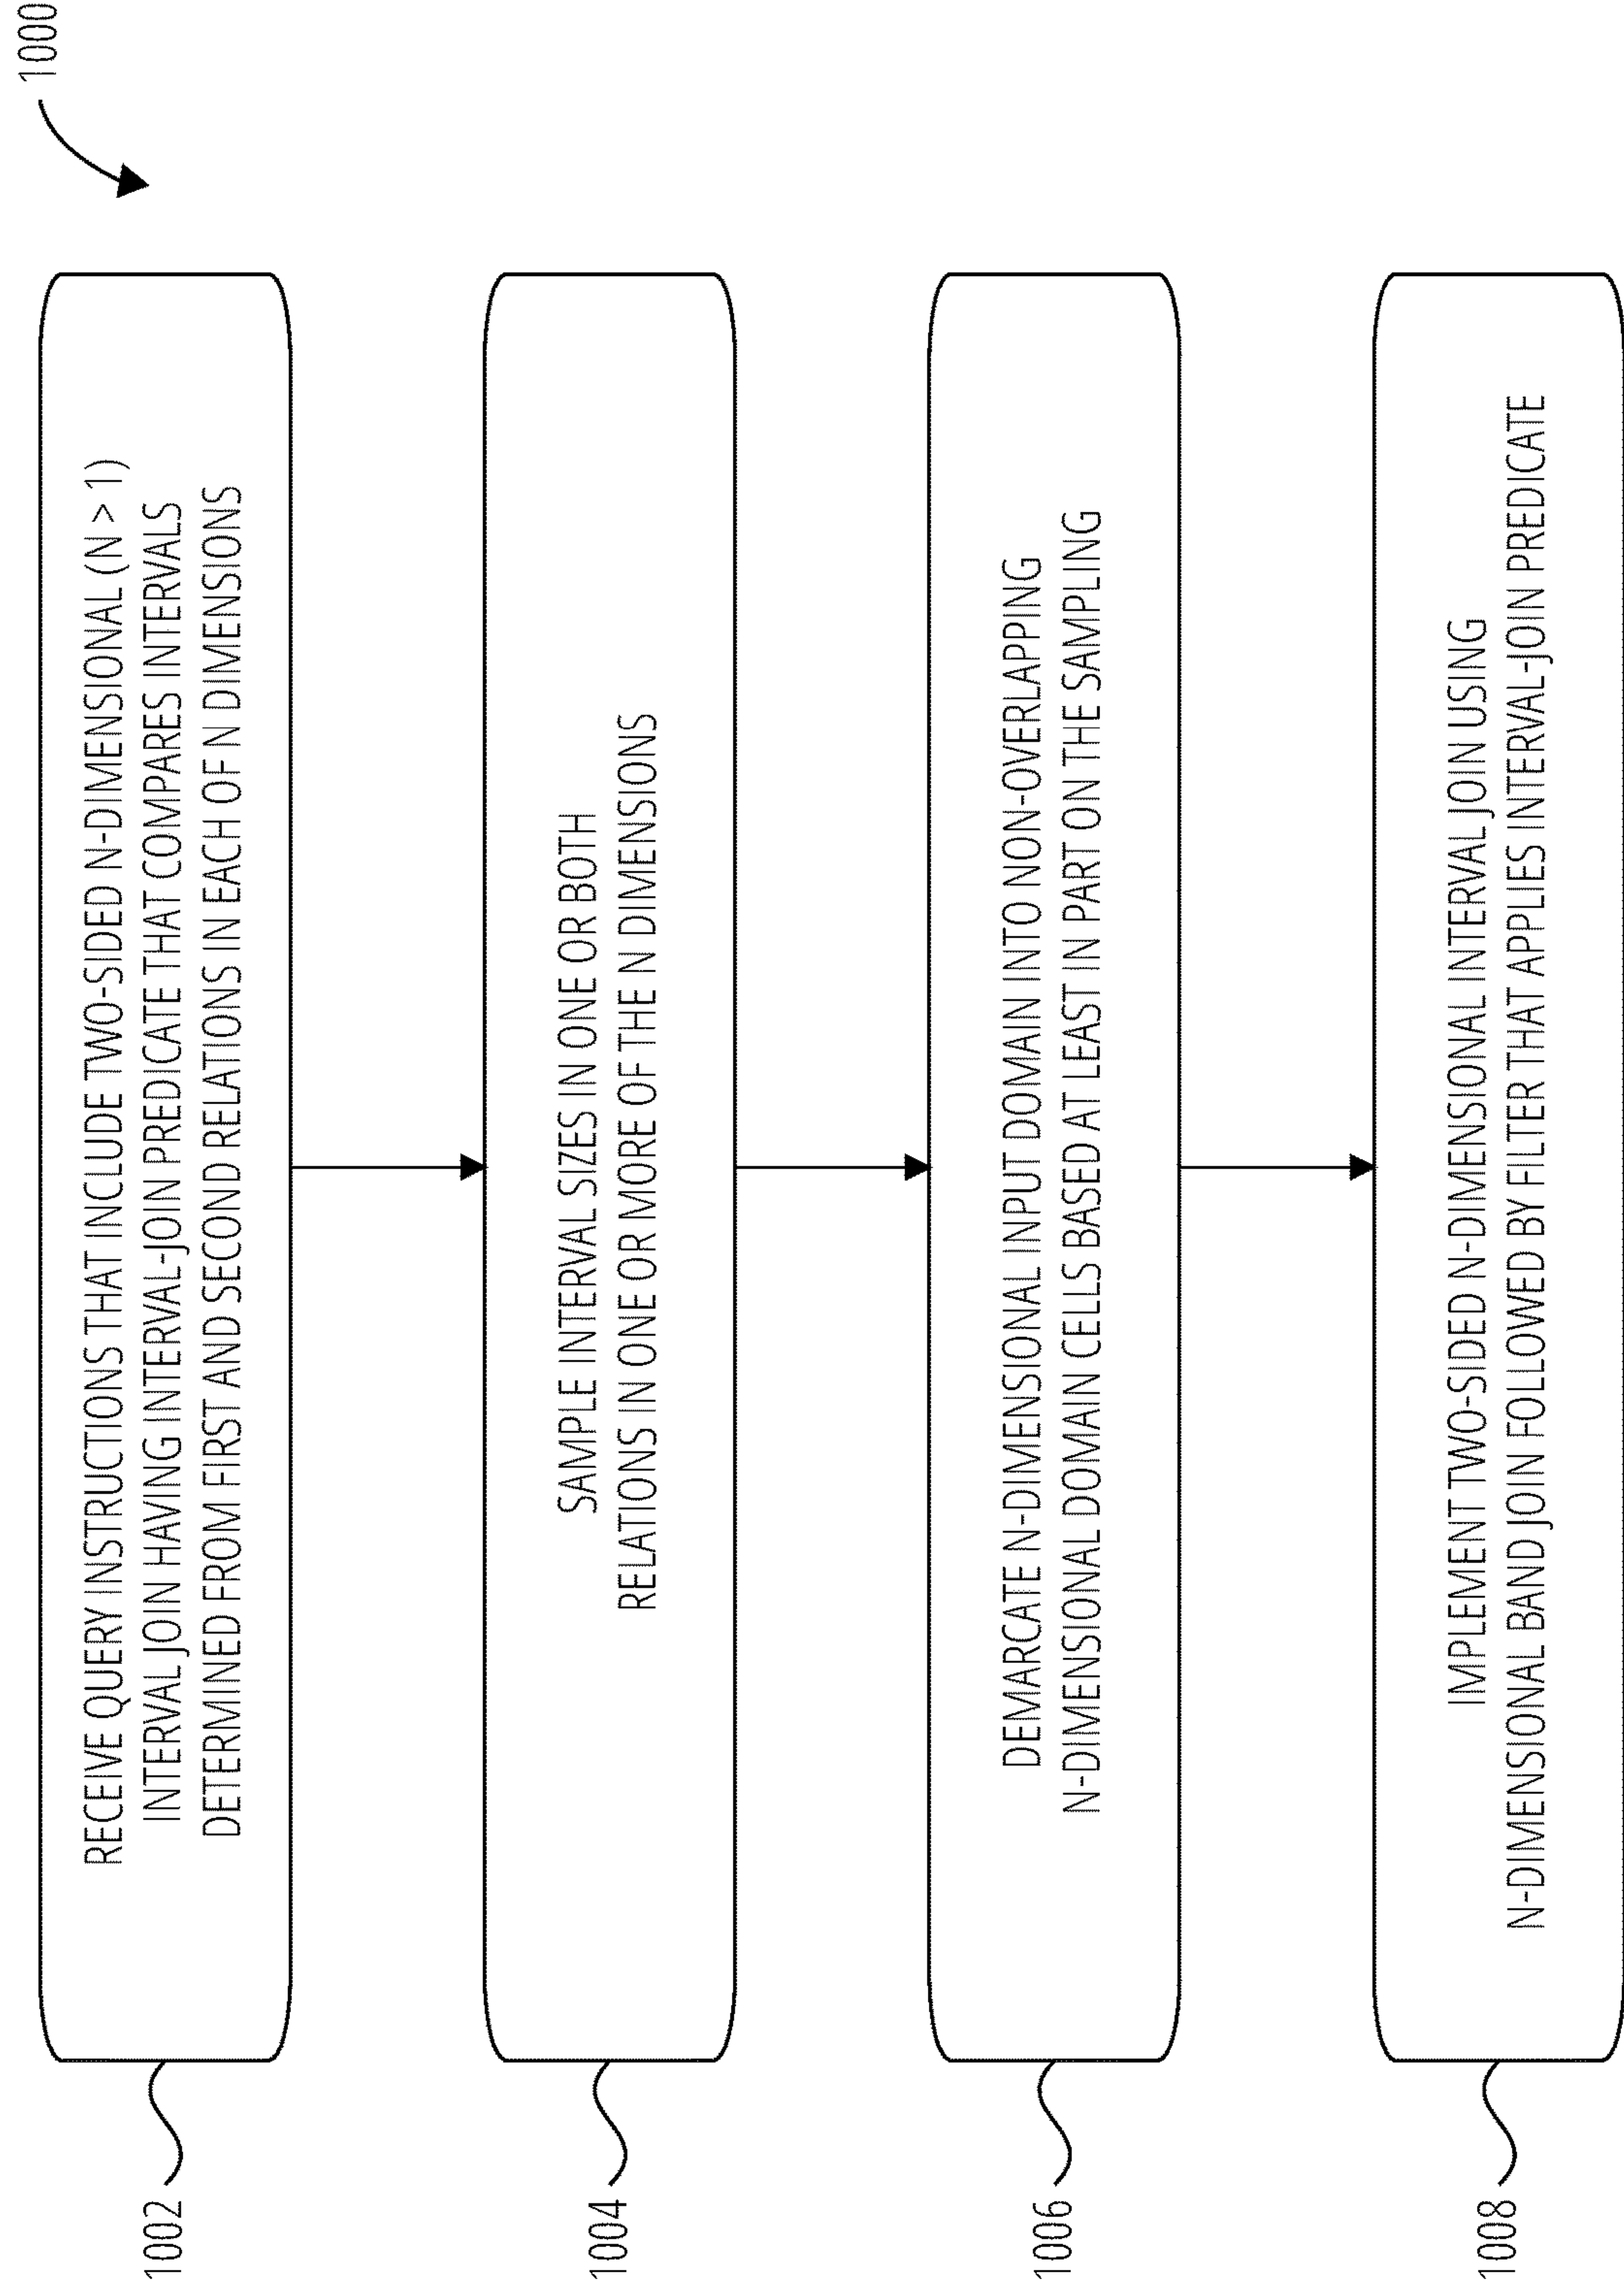 1000
1002
RECEIVE QUERY INSTRUCTIONS THAT INCLUDE TWO-SIDED N-DIMENSIONAL (N > 1)
INTERVAL JOIN HAVING INTERVAL-JOIN PREDICATE THAT COMPARES INTERVALS
DETERMINED FROM FIRST AND SECOND RELATIONS IN EACH OF N DIMENSIONS
1004
SAMPLE INTERVAL SIZES IN ONE OR BOTH
RELATIONS IN ONE OR MORE OF THE N DIMENSIONS
1006
DEMARCATE N-DIMENSIONAL INPUT DOMAIN INTO NON-OVERLAPPING
N-DIMENSIONAL DOMAIN CELLS BASED AT LEAST IN PART ON THE SAMPLING
1008
IMPLEMENT TWO-SIDED N-DIMENSIONAL INTERVAL JOIN USING
N-DIMENSIONAL BAND JOIN FOLLOWED BY FILTER THAT APPLIES INTERVAL-JOIN PREDICATE